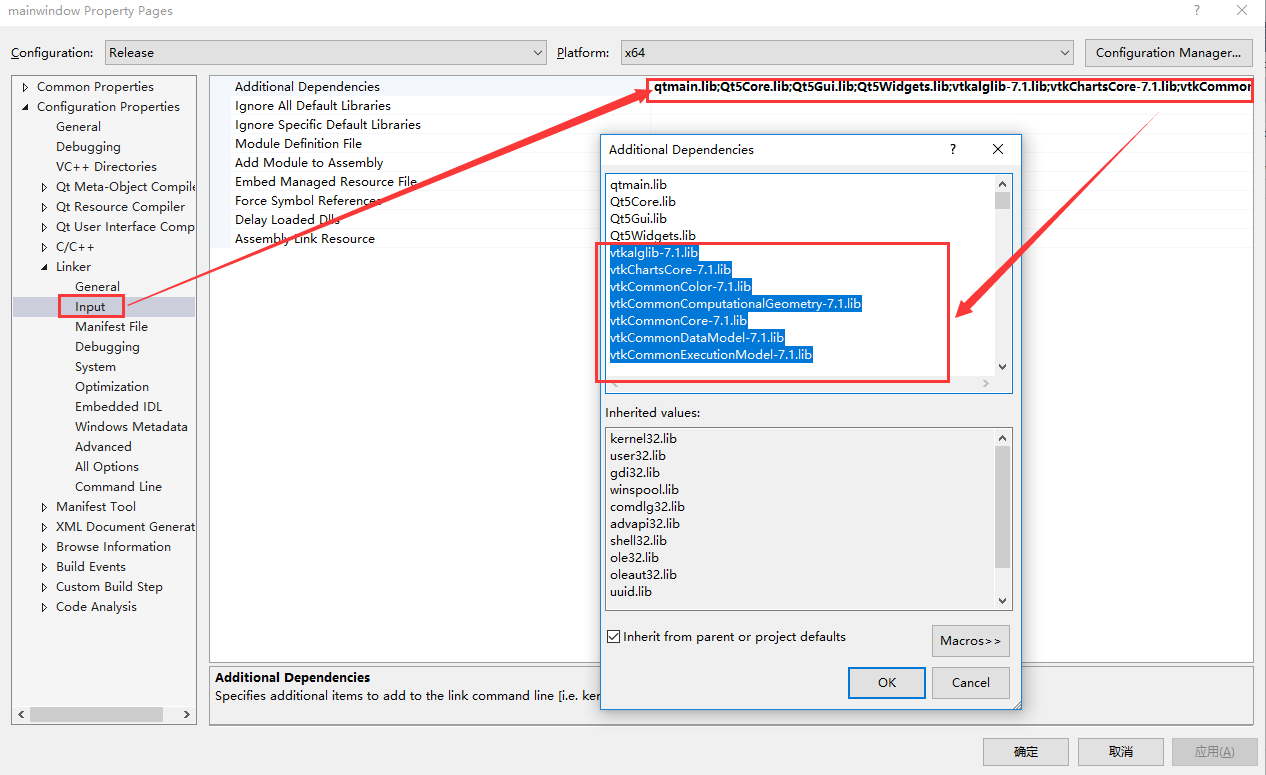 mainwindow Property Pages
?
Configuration: Release Platform: x64 Configuration Manager...
Common Properties
Configuration Properties
General
Debugging
VC++ Directories
Qt Meta-Object Compile
Qt Resource Compiler
Qt User Interface Comp
C/C++
Linker
General
Input
Manifest File
Debugging
System
Optimization
Embedded IDL
Windows Metadata
Advanced
All Options
Command Line
Manifest Tool
XML Document Generat
Browse Information
Build Events
Custom Build Step
Code Analysis
Additional Dependencies qtmain.lib;Qt5Core.lib;Qt5Gui.lib;Qt5Widgets.lib;vtkalglib-7.1.lib;vtkChartsCore-7.1.lib;vtkCommon
Ignore All Default Libraries
Ignore Specific Default Libraries
Module Definition File
Add Module to Assembly
Embed Managed Resource File
Force Symbol References
Delay Loaded Dlls
Assembly Link Resource
Additional Dependencies
?
qtmain.lib
Qt5Core.lib
Qt5Gui.lib
Qt5Widgets.lib
vtkalglib-7.1.lib
vtkChartsCore-7.1.lib
vtkCommonColor-7.1.lib
vtkCommonComputationalGeometry-7.1.lib
vtkCommonCore-7.1.lib
vtkCommonDataModel-7.1.lib
vtkCommonExecutionModel-7.1.lib
Inherited values:
kernel32.lib
user32.lib
gdi32.lib
winspool.lib
comdlg32.lib
advapi32.lib
shell32.lib
ole32.lib
oleaut32.lib
uuid.lib
Inherit from parent or project defaults
Macros>>
OK Cancel
Additional Dependencies
Specifies additional items to add to the link command line [i.e. ker
确定 取消 应用(A)